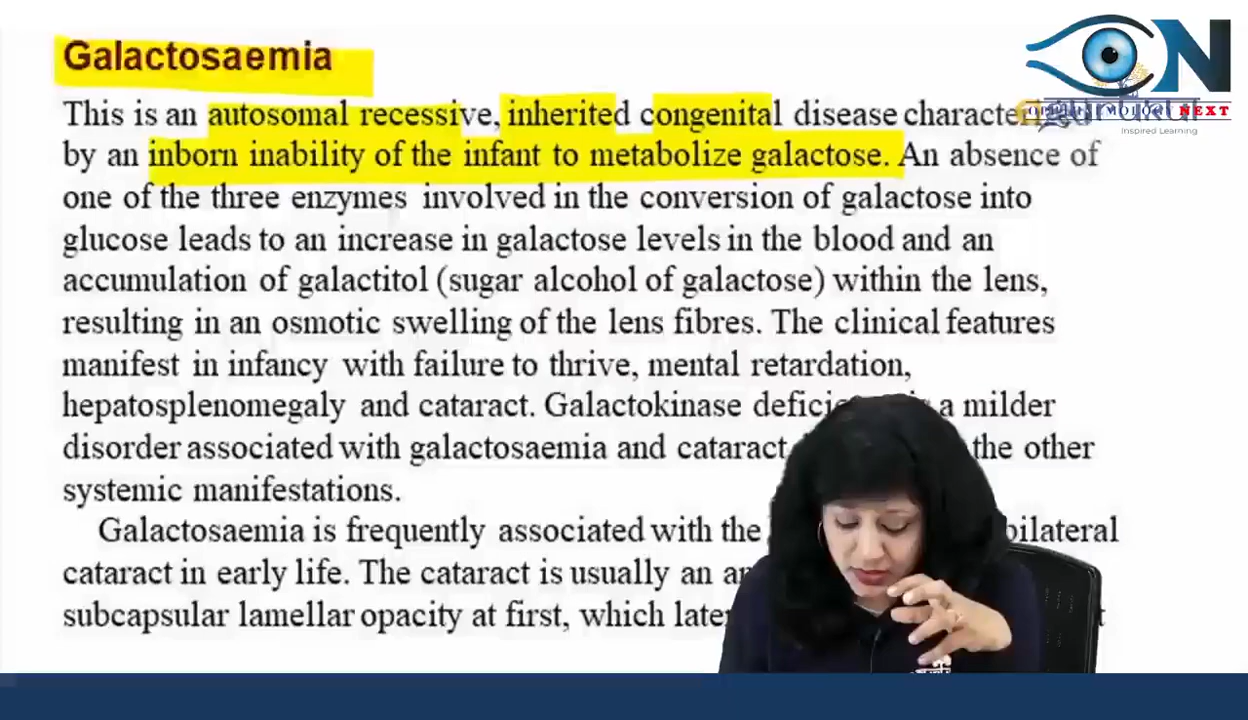 Galactosaemia
This is an autosomal recessive, inherited congenital disease
by an inborn inability of the infant to metabolize galactose. An absence of
one of the three enzymes involved in the conversion of galactose into
glucose leads to an increase in galactose levels in the blood and an
accumulation of galactitol (sugar alcohol of galactose) within the lens,
resulting in an osmotic swelling of the lens fibres. The clinical features
manifest in infancy with failure to thrive, mental retardation,
hepatosplenomegaly and cataract. Galactokinase a milder
disorder associated with galactosaemia and cataract the other
systemic manifestations.
Galactosaemia is frequently associated with the bilateral
cataract in early life. The cataract is usually an
subcapsular lamellar opacity at first, which
N
NEXT
Inspired Learning